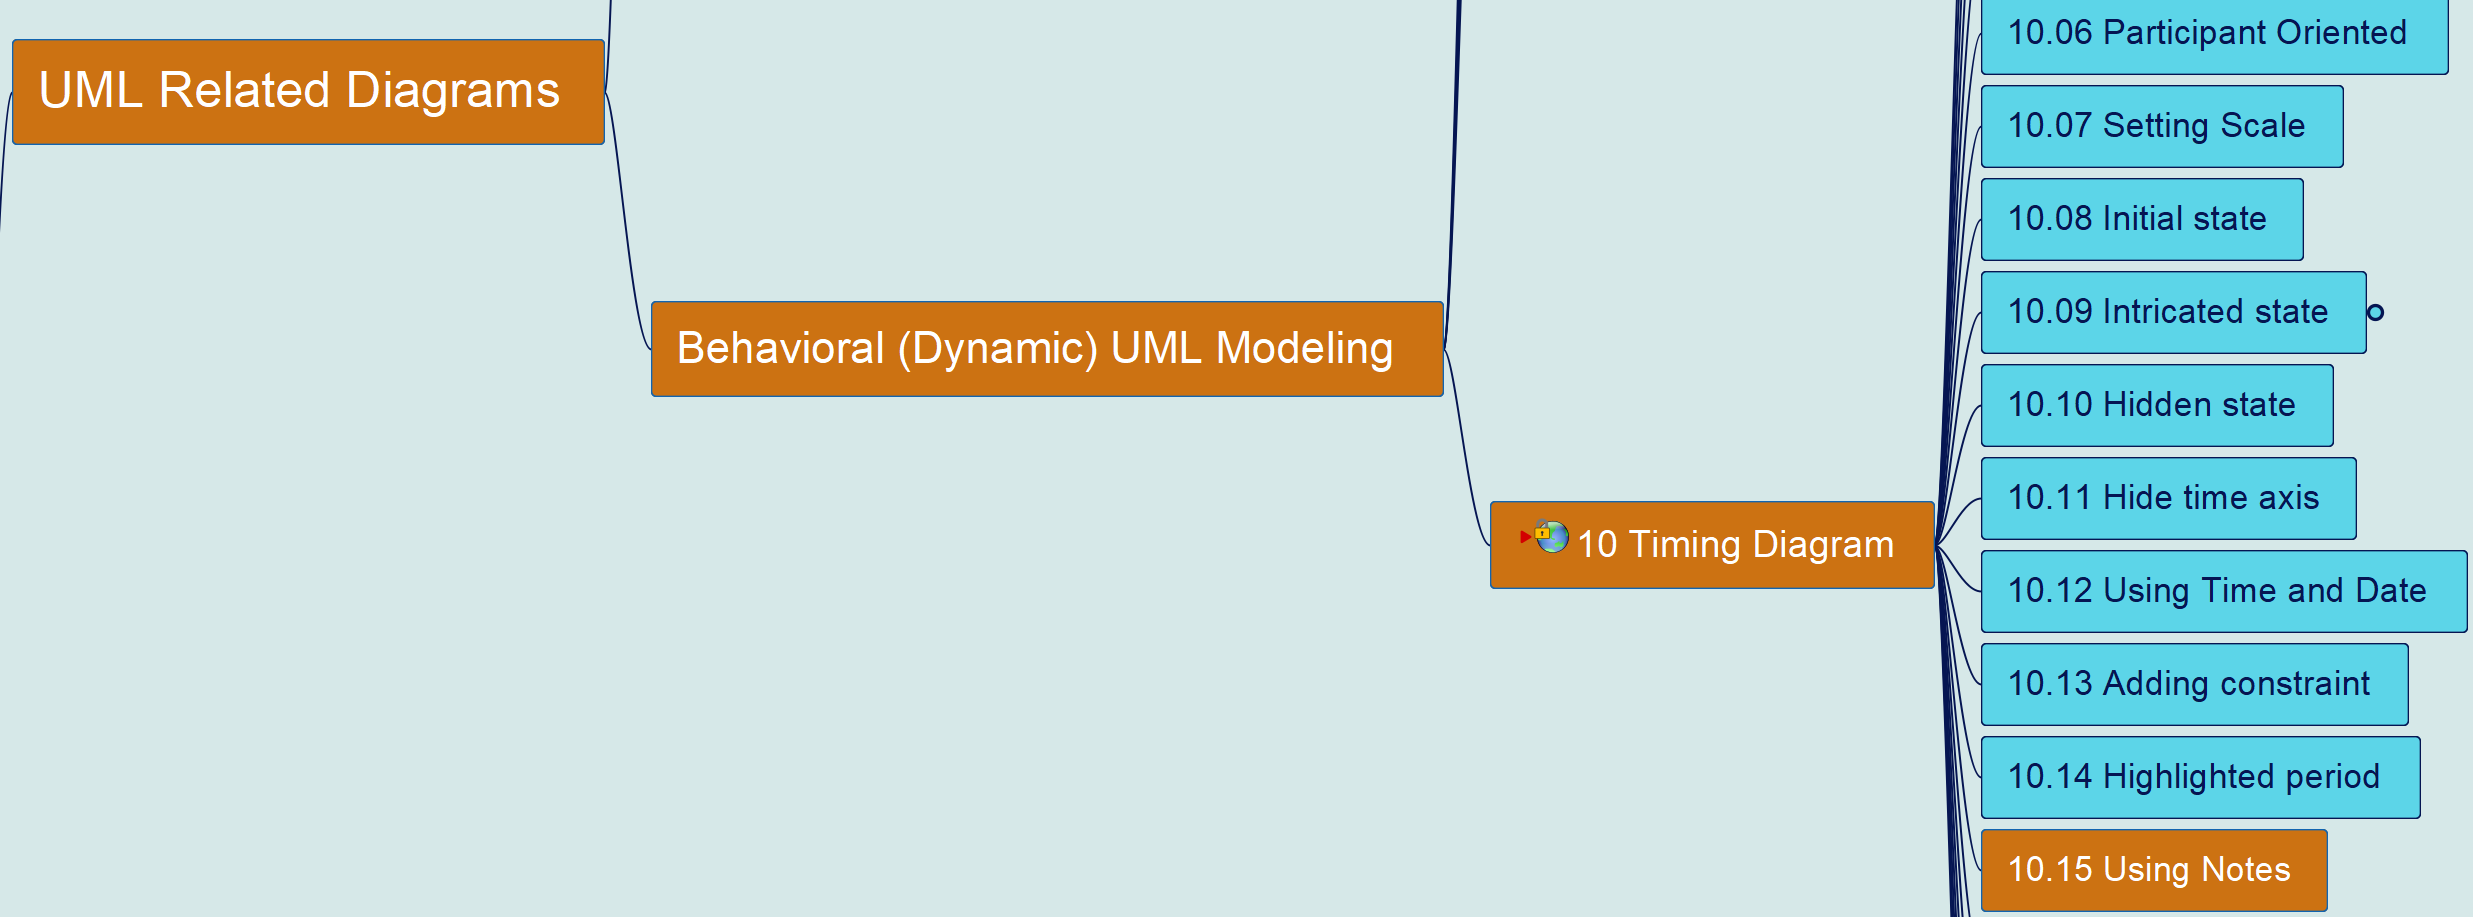 UML Related Diagrams
Behavioral (Dynamic) UML Modeling
10 Timing Diagram
10.06 Participant Oriented
10.07 Setting Scale
10.08 Initial state
10.09 Intricated state
10.10 Hidden state
10.11 Hide time axis
10.12 Using Time and Date
10.13 Adding constraint
10.14 Highlighted period
10.15 Using Notes